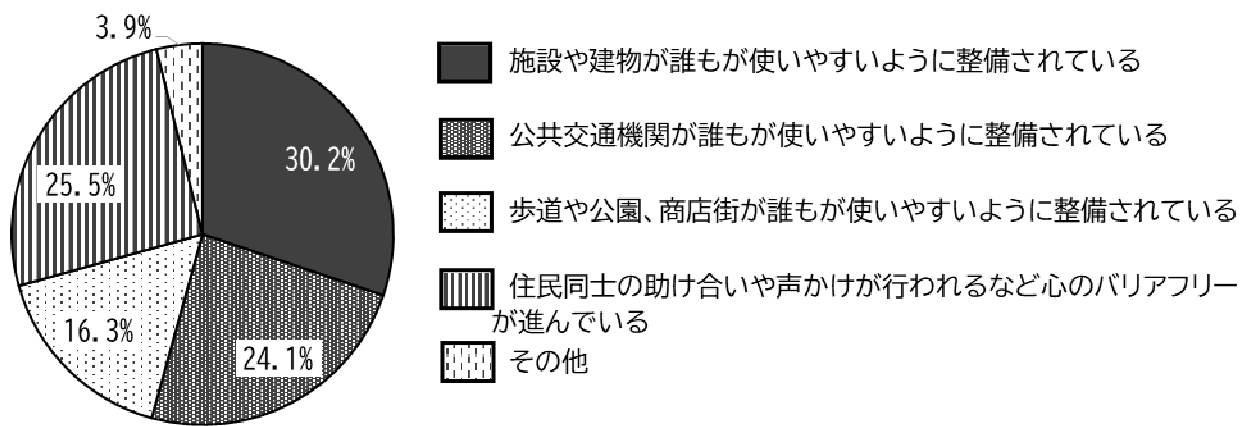 3.9%
30.2%
25.5%
16.3%
24.1%
施設や建物が誰もが使いやすいように整備されている
公共交通機関が誰もが使いやすいように整備されている
歩道や公園、商店街が誰もが使いやすいように整備されている
住民同士の助け合いや声かけが行われるなど心のバリアフリー
が進んでいる
その他